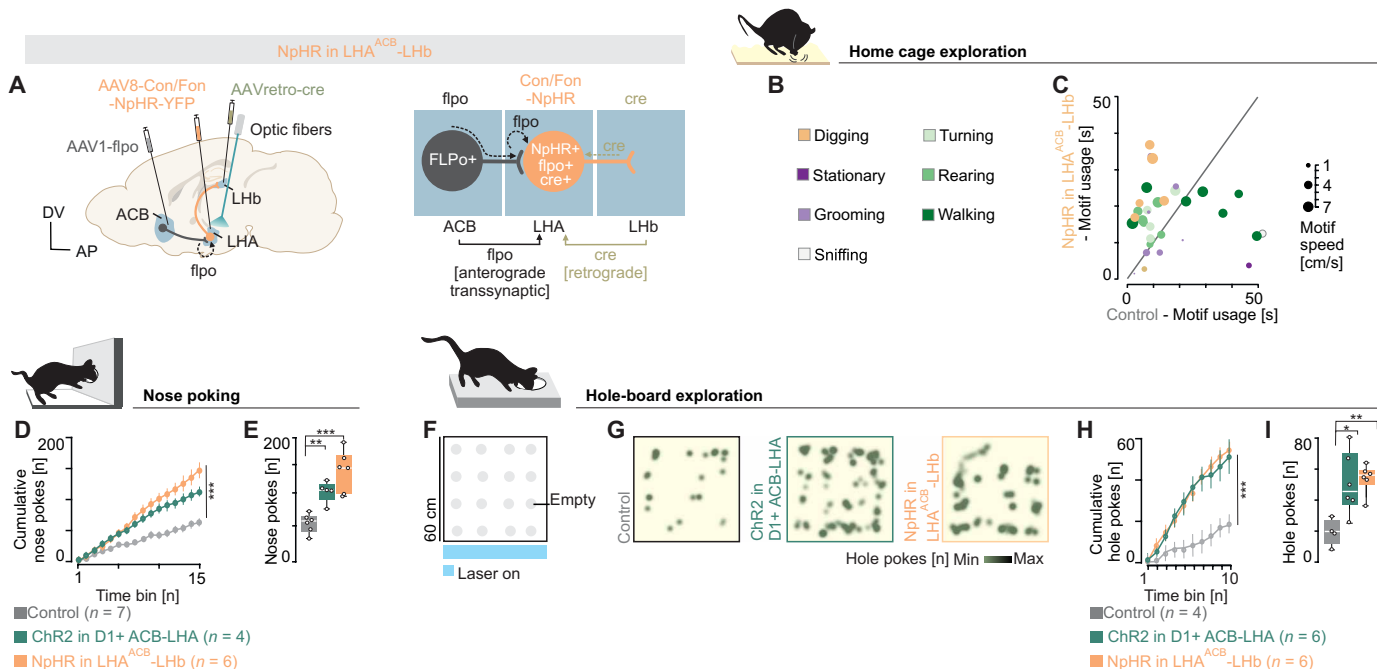 NpHR in LHA^ACB-LHb
Home cage exploration
A
AAV8-Con/Fon
-NpHR-YFP
AAVretro-cre
AAV1-flpo
Optic fibers
LHb
ACB
LHA
flpo
DV
AP
flpo
Con/Fon
-NpHR
cre
flpo
FLPo+
NpHR+
flpo+
cre+
cre
ACB
LHA
LHb
flpo
[anterograde
transsynaptic]
cre
[retrograde]
B
Digging
Turning
Stationary
Rearing
Grooming
Walking
Sniffing
C
NpHR in LHA^ACB-LHb
- Motif usage [s]
50
0
0
50
Control - Motif usage [s]
1
4
7
Motif
speed
[cm/s]
Nose poking
Hole-board exploration
D
Cumulative
nose pokes [n]
200
0
1
15
Time bin [n]
***
E
Nose pokes [n]
200
0
***
**
Control (n = 7)
ChR2 in D1+ ACB-LHA (n = 4)
NpHR in LHA^ACB-LHb (n = 6)
F
60 cm
Empty
Laser on
G
Control
ChR2 in
D1+ ACB-LHA
NpHR in
LHA^ACB-LHb
Hole pokes [n] Min Max
H
Cumulative
hole pokes [n]
60
0
1
10
Time bin [n]
***
I
Hole pokes [n]
80
0
**
*
Control (n = 4)
ChR2 in D1+ ACB-LHA (n = 6)
NpHR in LHA^ACB-LHb (n = 6)